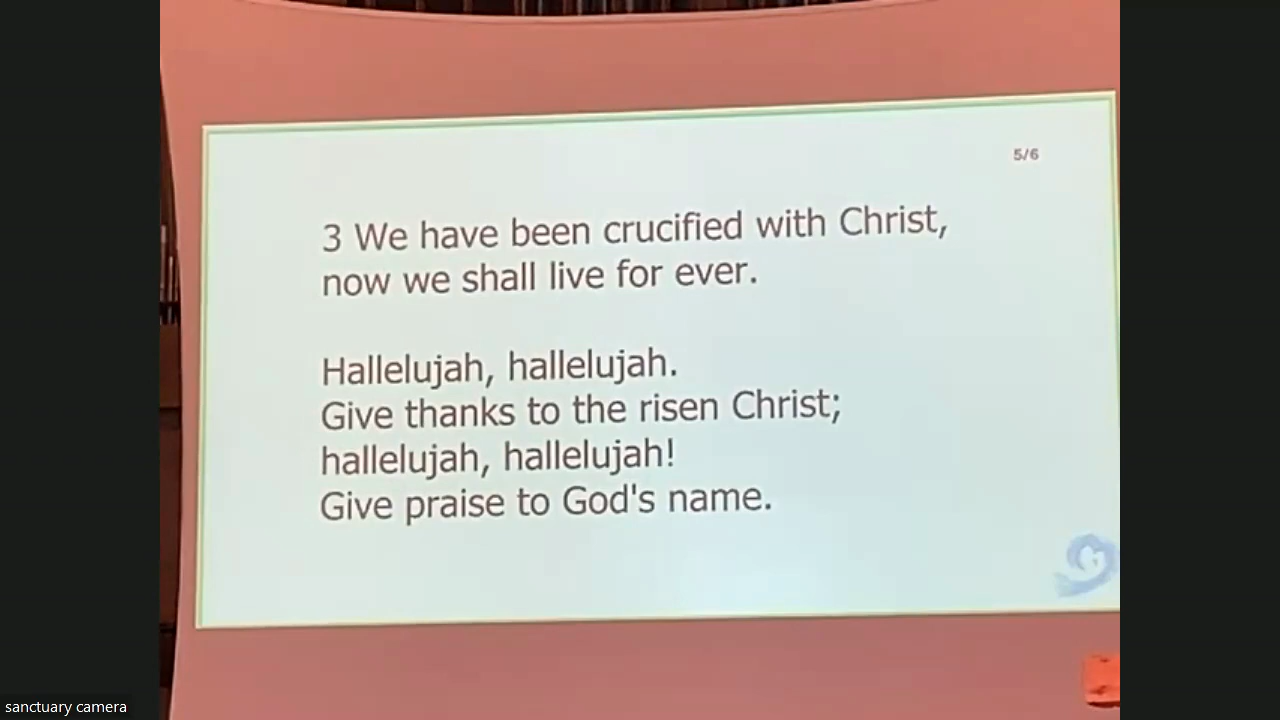 5/6
3 We have been crucified with Christ,
now we shall live for ever.
Hallelujah, hallelujah.
Give thanks to the risen Christ;
hallelujah, hallelujah!
Give praise to God's name.
sanctuary camera